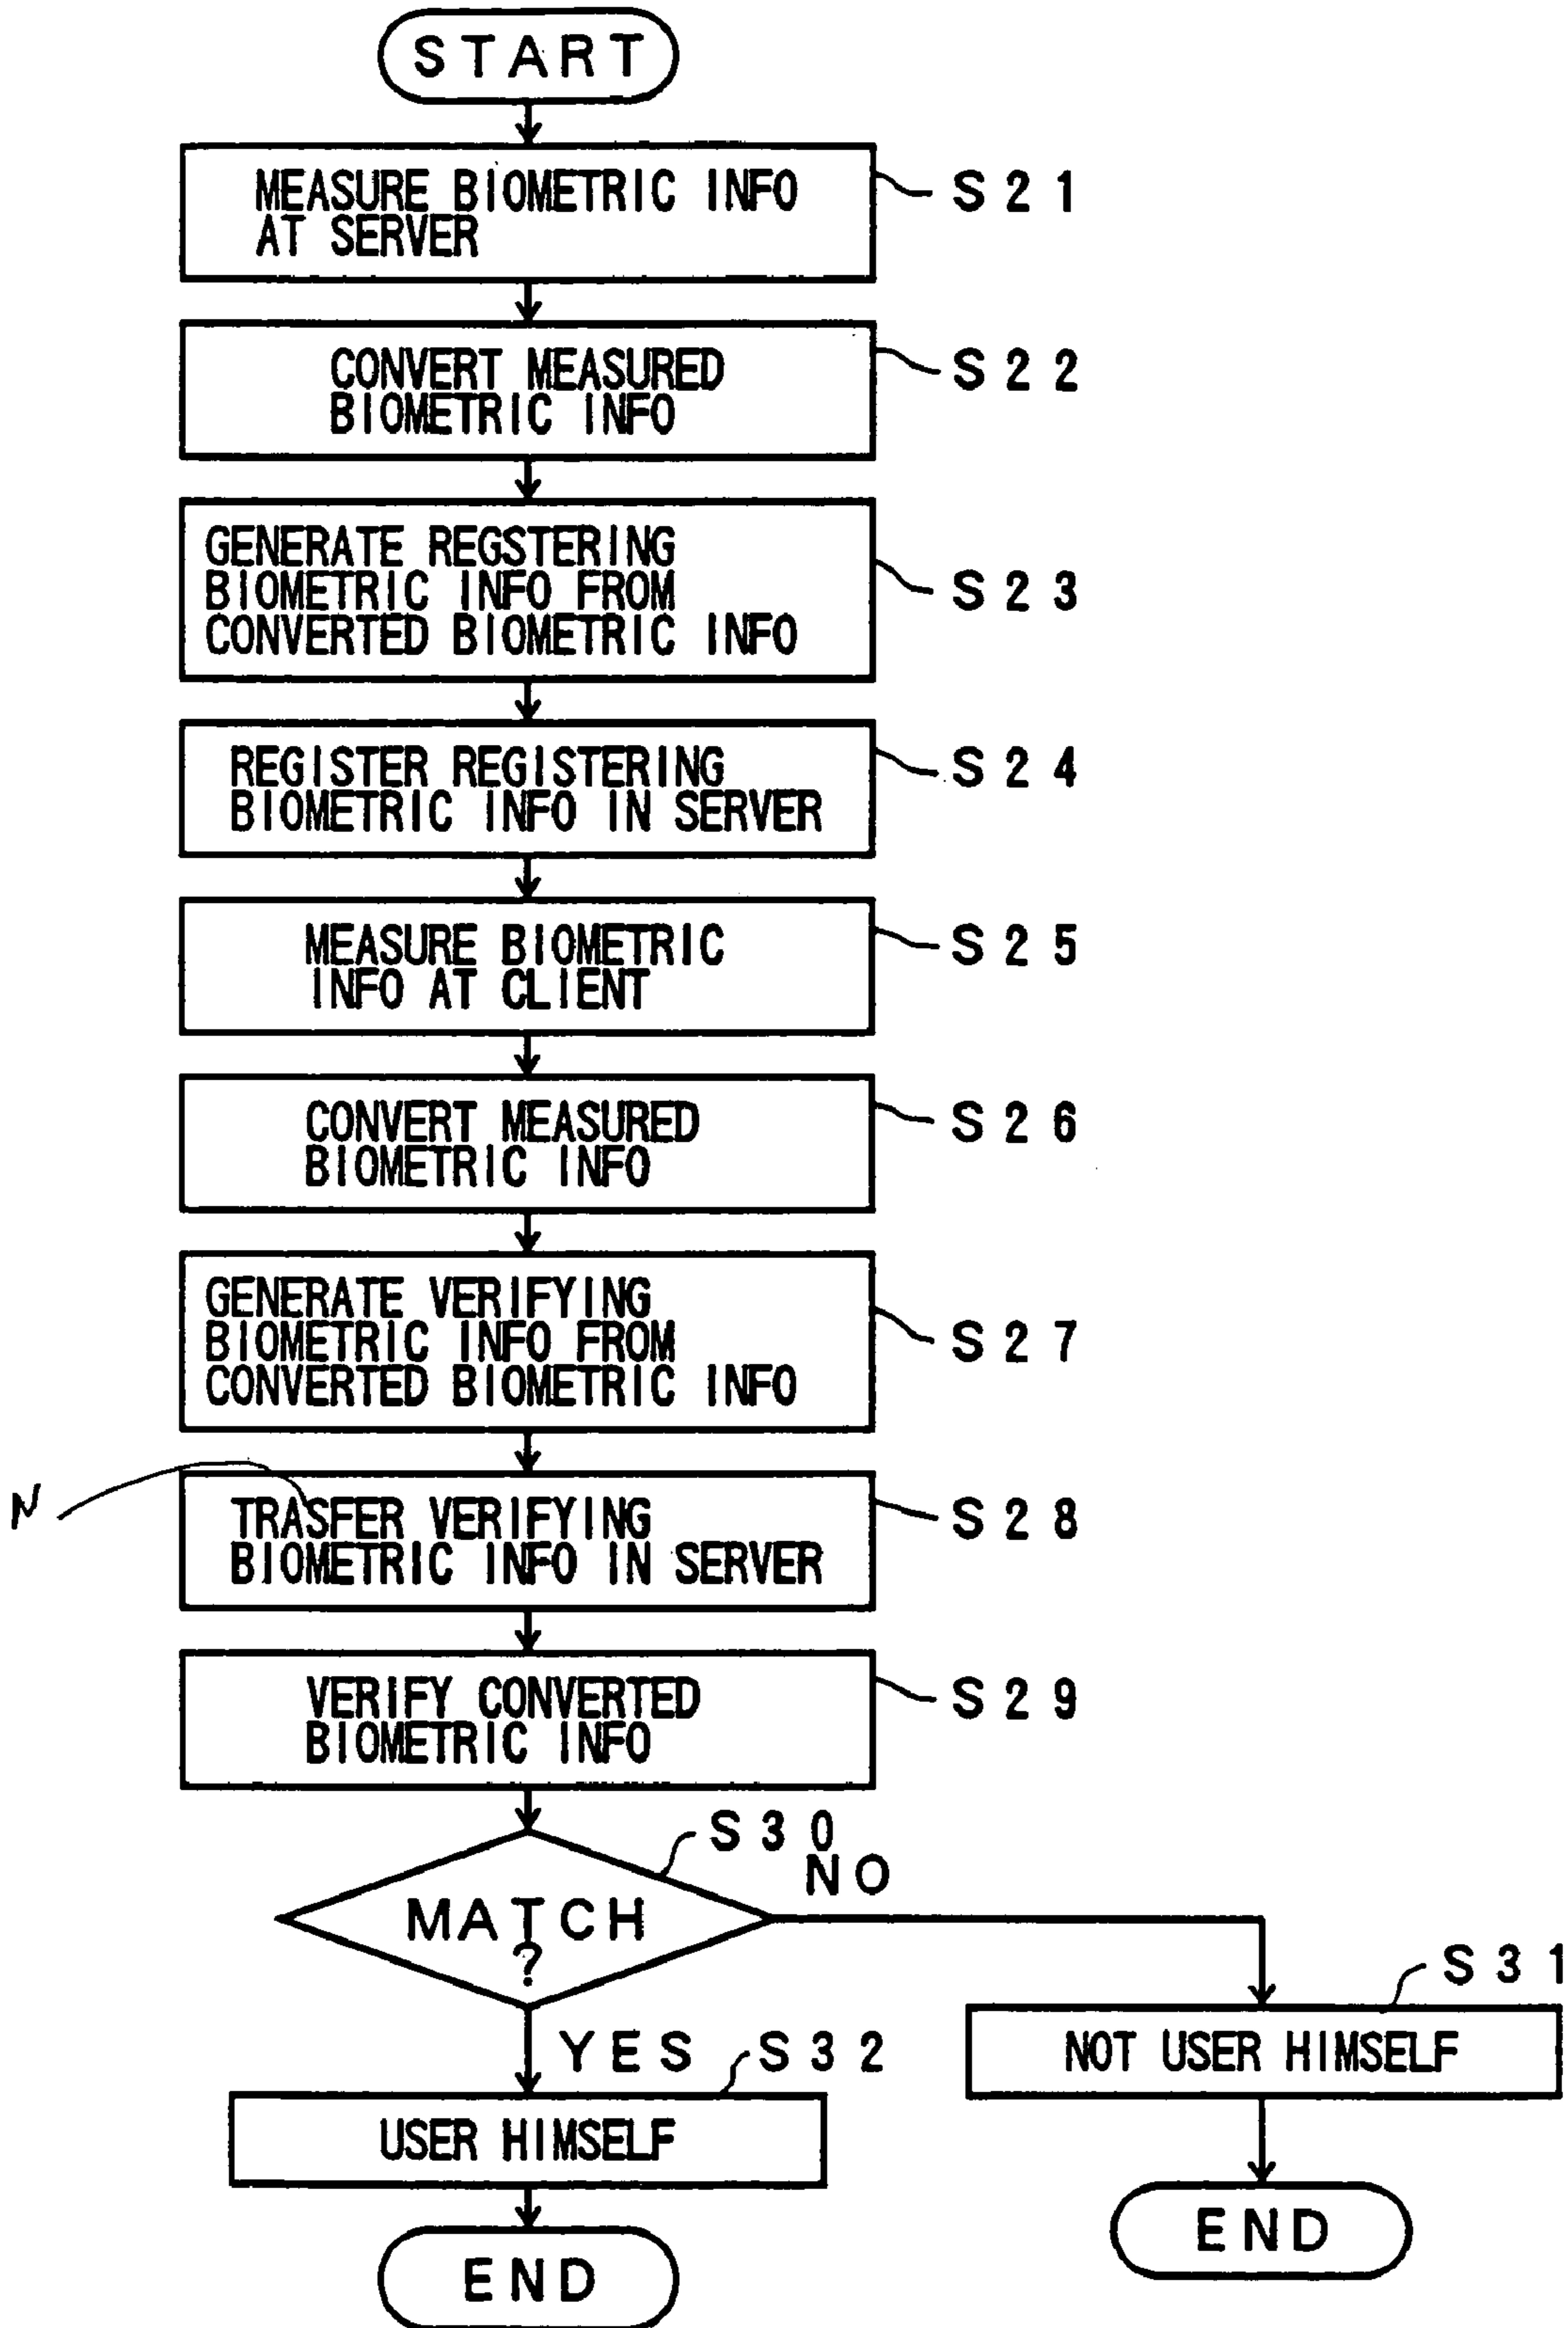 START
MEASURE BIOMETRIC INFO
AT SERVER
S21
CONVERT MEASURED
BIOMETRIC INFO
S22
GENERATE REGSTERING
BIOMETRIC INFO FROM
CONVERTED BIOMETRIC INFO
S23
REGISTER REGISTERING
BIOMETRIC INFO IN SERVER
S24
MEASURE BIOMETRIC
INFO AT CLIENT
S25
CONVERT MEASURED
BIOMETRIC INFO
S26
GENERATE VERIFYING
BIOMETRIC INFO FROM
CONVERTED BIOMETRIC INFO
S27
N
TRASFER VERIFYING
BIOMETRIC INFO IN SERVER
S28
VERIFY CONVERTED
BIOMETRIC INFO
S29
S30
NO
MATCH
?
S31
NOT USER HIMSELF
YES
S32
USER HIMSELF
END
END